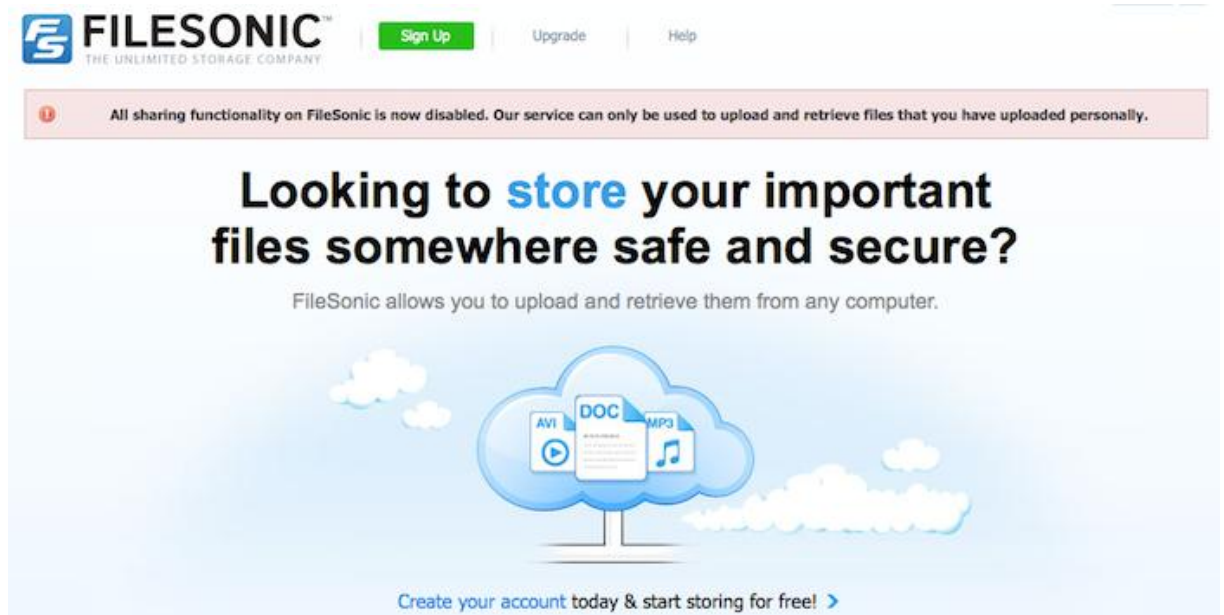 FS FILESONIC™ Sign Up Upgrade Help
THE UNLIMITED STORAGE COMPANY
All sharing functionality on FileSonic is now disabled. Our service can only be used to upload and retrieve files that you have uploaded personally.
Looking to store your important
files somewhere safe and secure?
FileSonic allows you to upload and retrieve them from any computer.
AVI DOC MP3
Create your account today & start storing for free!